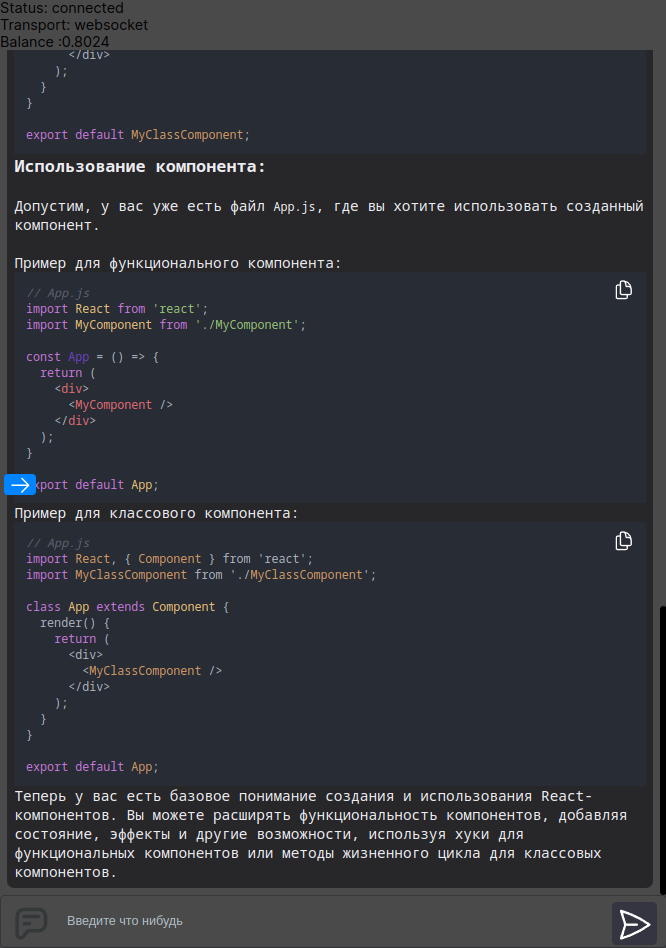 Status: connected
Transport: websocket
Balance :0.8024
</div>
);
}
}
export default MyClassComponent;
Использование компонента:
Допустим, у вас уже есть файл App.js, где вы хотите использовать созданный
компонент.
Пример для функционального компонента:
// App.js
import React from 'react';
import MyComponent from './MyComponent';
const App = () => {
return (
<div>
<MyComponent />
</div>
);
}
export default App;
Пример для классового компонента:
// App.js
import React, { Component } from 'react';
import MyClassComponent from './MyClassComponent';
class App extends Component {
render() {
return (
<div>
<MyClassComponent />
</div>
);
}
}
export default App;
Теперь у вас есть базовое понимание создания и использования React-
компонентов. Вы можете расширять функциональность компонентов, добавляя
состояние, эффекты и другие возможности, используя хуки для
функциональных компонентов или методы жизненного цикла для классовых
компонентов.
Введите что нибудь